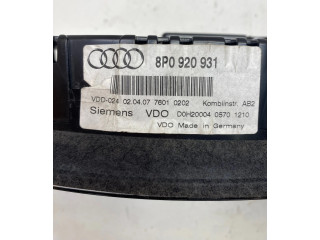 8P0 920 931
VDO-024 02.04.07 7601 0202 Kombiinstr. AB2
Siemens VDO D0H20004 0570 1210
VDO Made in Germany